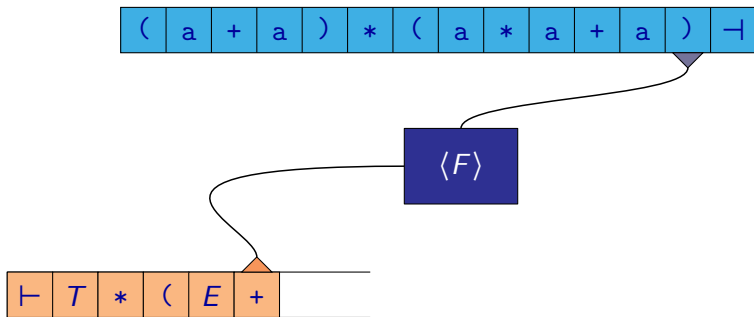 ( a + a ) * ( a * a + a ) ⊣
⟨F⟩
⊢ T * ( E +